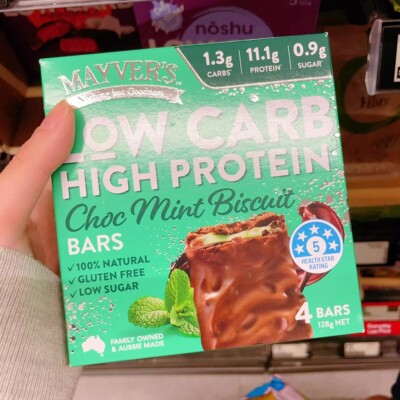 nōshu
MAYVER'S
1.3g
CARBS
11.1g
PROTEIN
0.9g
SUGAR
LOW CARB
HIGH PROTEIN
Choc Mint Biscuit
BARS
✓ 100% NATURAL
✓ GLUTEN FREE
✓ LOW SUGAR
5
HEALTH STAR
RATING
4 BARS
128g NET
FAMILY OWNED
& AUSSIE MADE